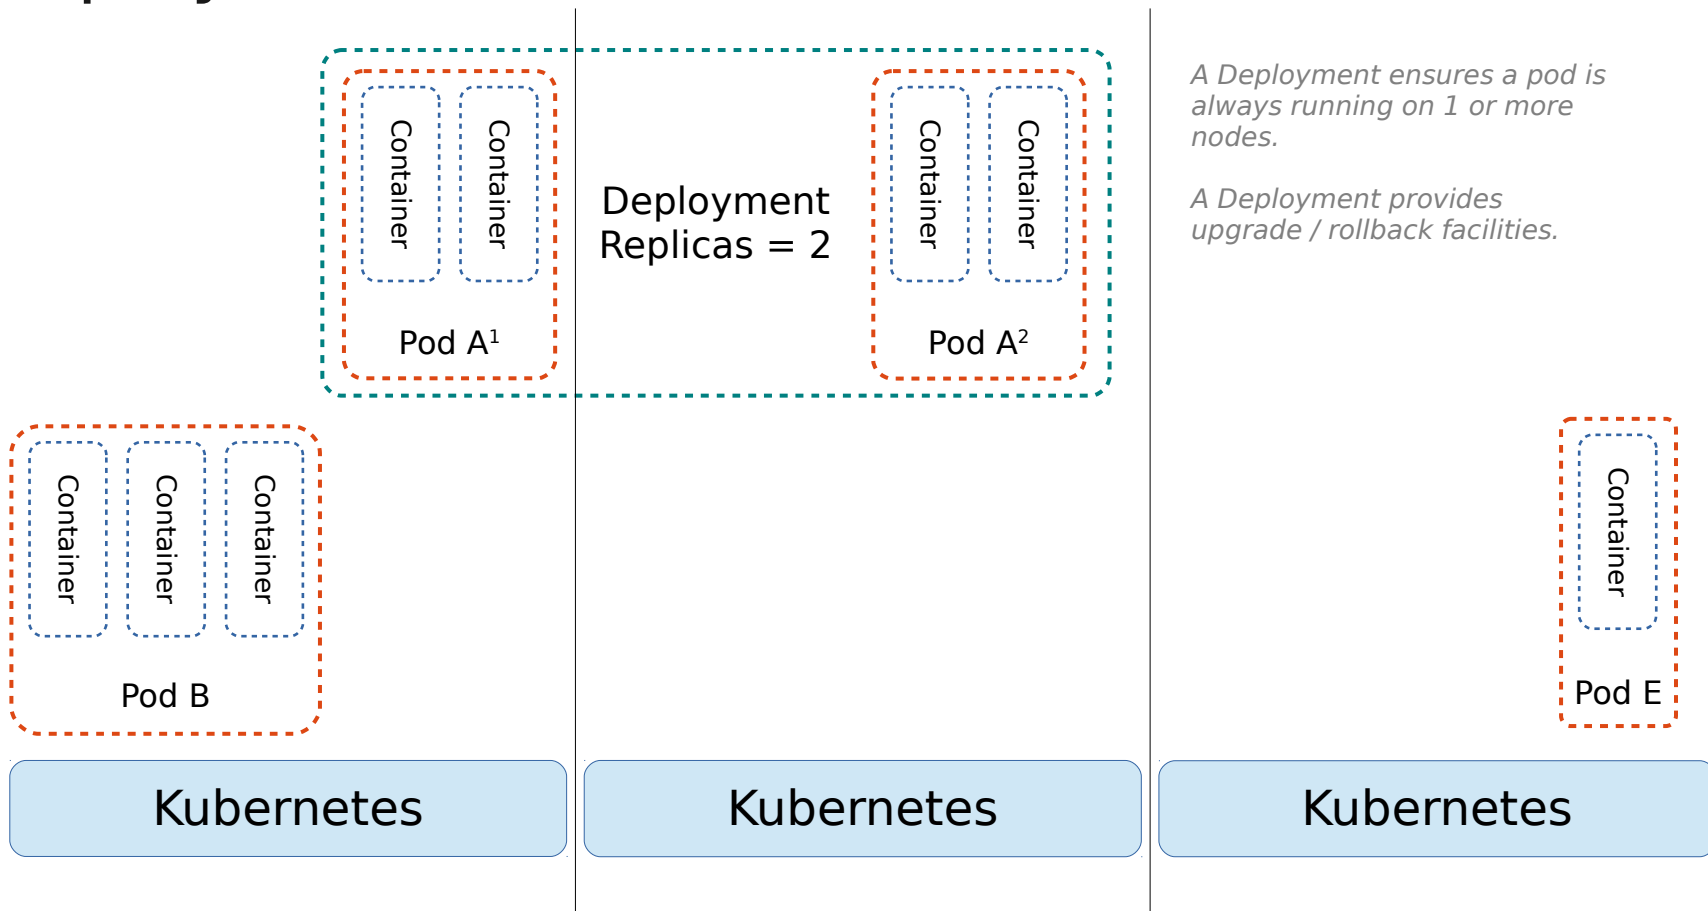 Container
Container
Pod A¹
Deployment
Replicas = 2
Container
Container
Pod A²
A Deployment ensures a pod is
always running on 1 or more
nodes.
A Deployment provides
upgrade / rollback facilities.
Container
Container
Container
Pod B
Container
Pod E
Kubernetes
Kubernetes
Kubernetes